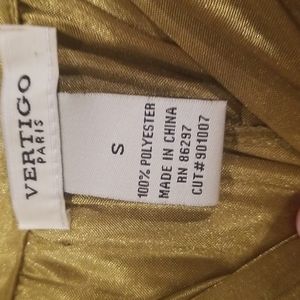 VERTIGO
PARIS
S
100% POLYESTER
MADE IN CHINA
RN 86297
CUT#901007